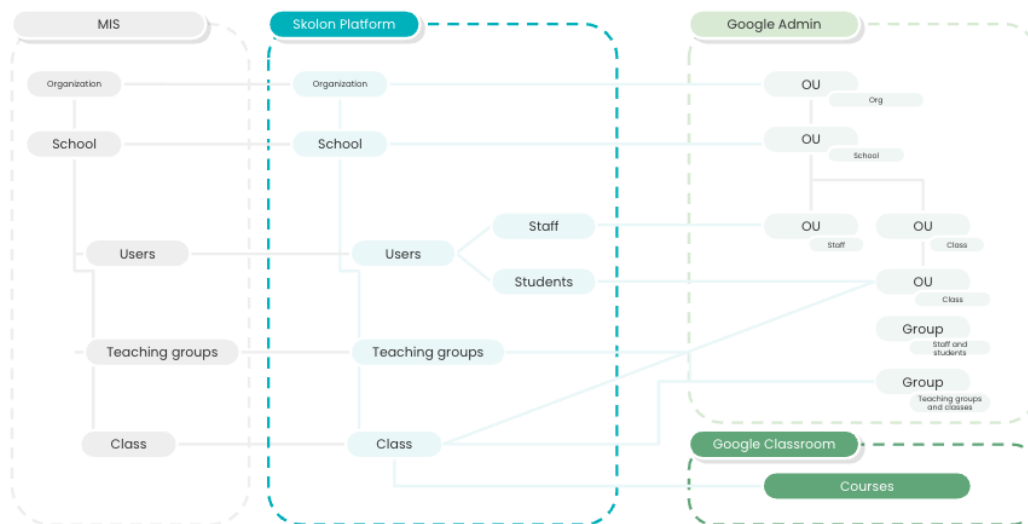 MIS
Skolon Platform
Google Admin
Organization
Organization
OU
Org
School
School
OU
School
Users
Users
Staff
Students
OU
Staff
OU
Class
OU
Class
Teaching groups
Teaching groups
Group
Staff and
students
Group
Teaching groups
and classes
Class
Class
Google Classroom
Courses